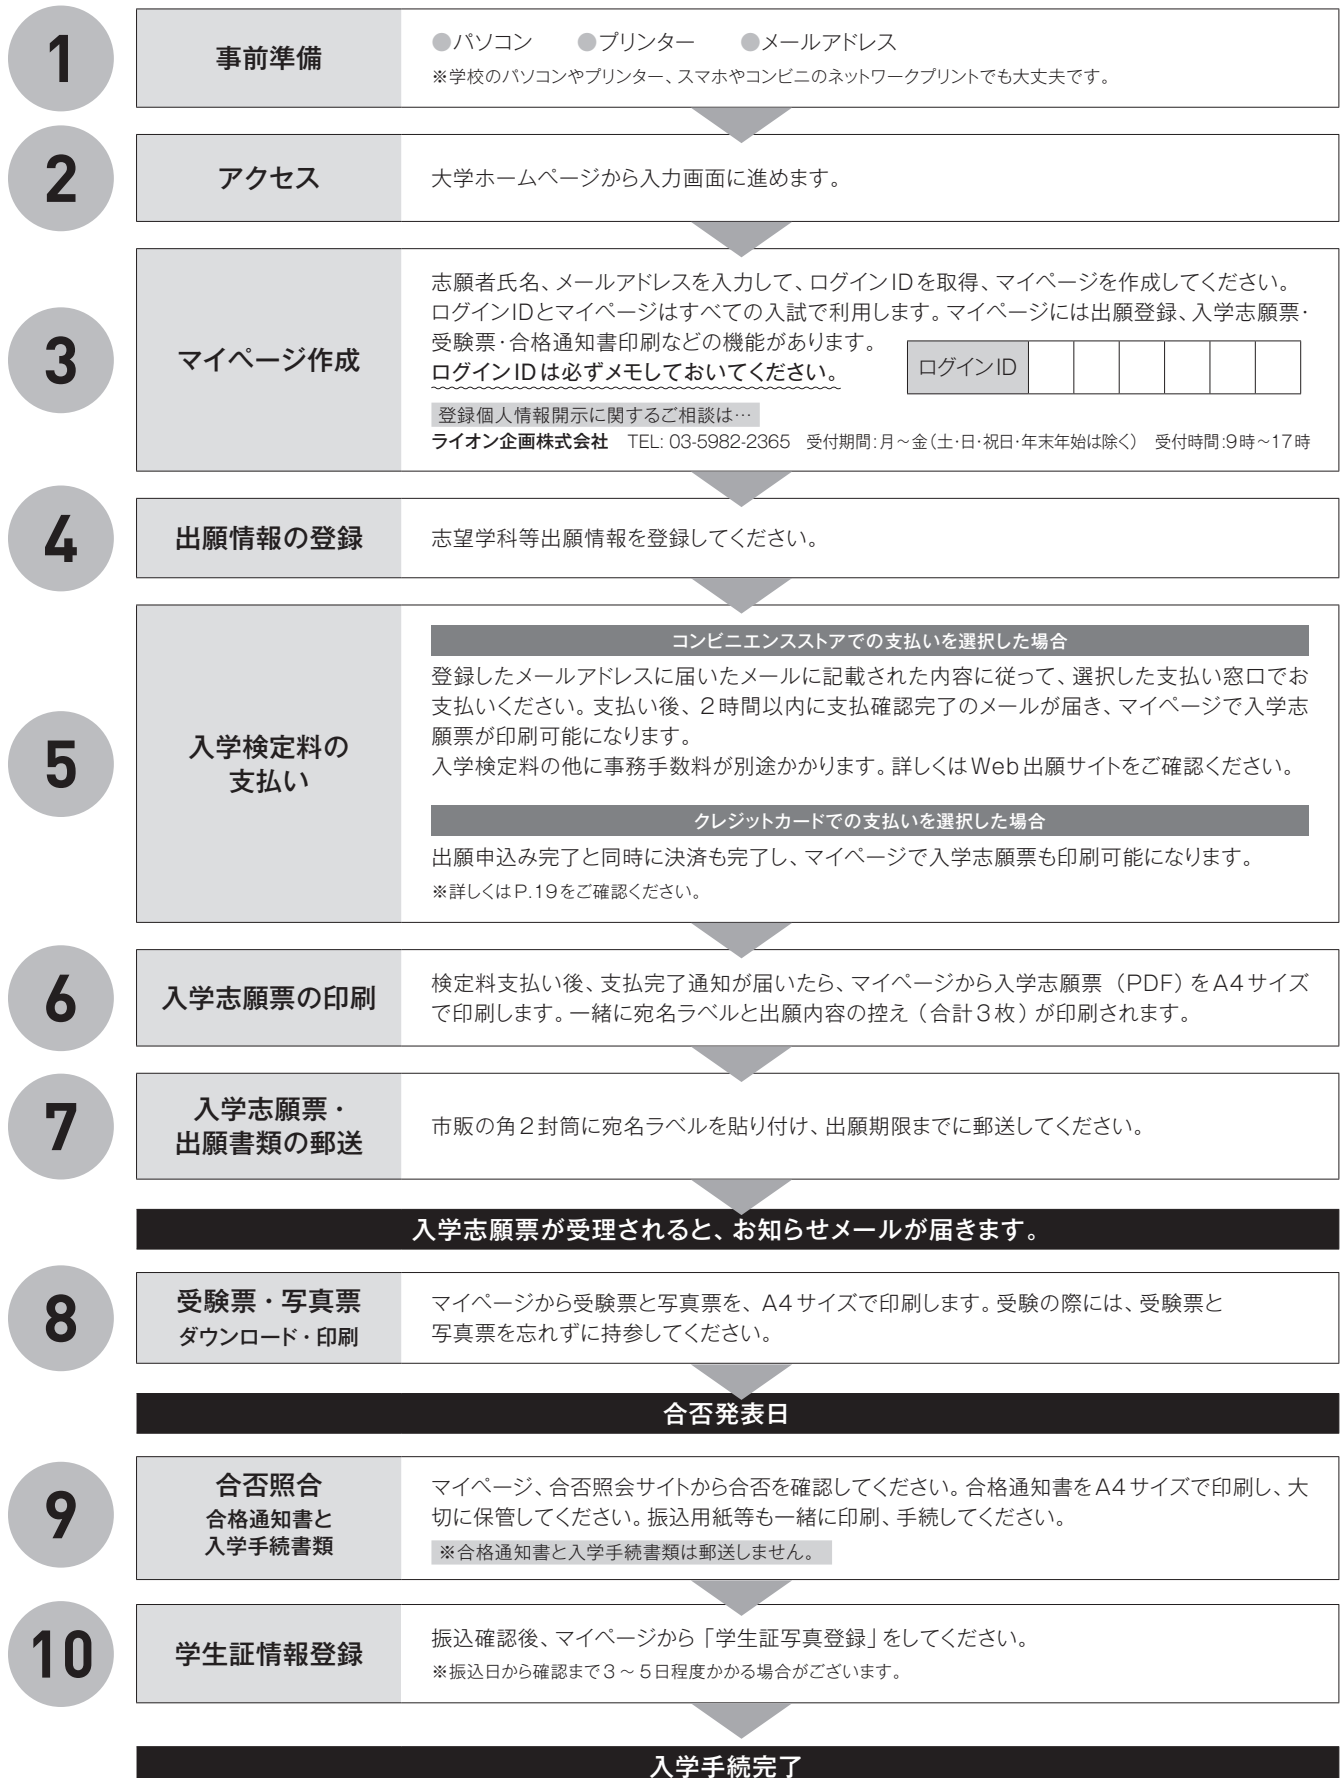 1
事前準備
●パソコン ●プリンター ●メールアドレス
※学校のパソコンやプリンター、スマホやコンビニのネットワークプリントでも大丈夫です。
2
アクセス
大学ホームページから入力画面に進めます。
3
マイページ作成
志願者氏名、メールアドレスを入力して、ログインIDを取得、マイページを作成してください。
ログインIDとマイページはすべての入試で利用します。マイページには出願登録、入学志願票・
受験票・合格通知書印刷などの機能があります。
ログインIDは必ずメモしておいてください。
ログインID
登録個人情報開示に関するご相談は…
ライオン企画株式会社 TEL: 03-5982-2365 受付期間:月～金(土・日・祝日・年末年始は除く) 受付時間:9時～17時
4
出願情報の登録
志望学科等出願情報を登録してください。
5
入学検定料の
支払い
コンビニエンスストアでの支払いを選択した場合
登録したメールアドレスに届いたメールに記載された内容に従って、選択した支払い窓口でお
支払いください。支払い後、2時間以内に支払確認完了のメールが届き、マイページで入学志
願票が印刷可能になります。
入学検定料の他に事務手数料が別途かかります。詳しくはWeb出願サイトをご確認ください。
クレジットカードでの支払いを選択した場合
出願申込み完了と同時に決済も完了し、マイページで入学志願票も印刷可能になります。
※詳しくはP.19をご確認ください。
6
入学志願票の印刷
検定料支払い後、支払完了通知が届いたら、マイページから入学志願票（PDF）をA4サイズ
で印刷します。一緒に宛名ラベルと出願内容の控え（合計3枚）が印刷されます。
7
入学志願票・
出願書類の郵送
市販の角2封筒に宛名ラベルを貼り付け、出願期限までに郵送してください。
入学志願票が受理されると、お知らせメールが届きます。
8
受験票・写真票
ダウンロード・印刷
マイページから受験票と写真票を、A4サイズで印刷します。受験の際には、受験票と
写真票を忘れずに持参してください。
合否発表日
9
合否照合
合格通知書と
入学手続書類
マイページ、合否照会サイトから合否を確認してください。合格通知書をA4サイズで印刷し、大
切に保管してください。振込用紙等も一緒に印刷、手続してください。
※合格通知書と入学手続書類は郵送しません。
10
学生証情報登録
振込確認後、マイページから「学生証写真登録」をしてください。
※振込日から確認まで3～5日程度かかる場合がございます。
入学手続完了